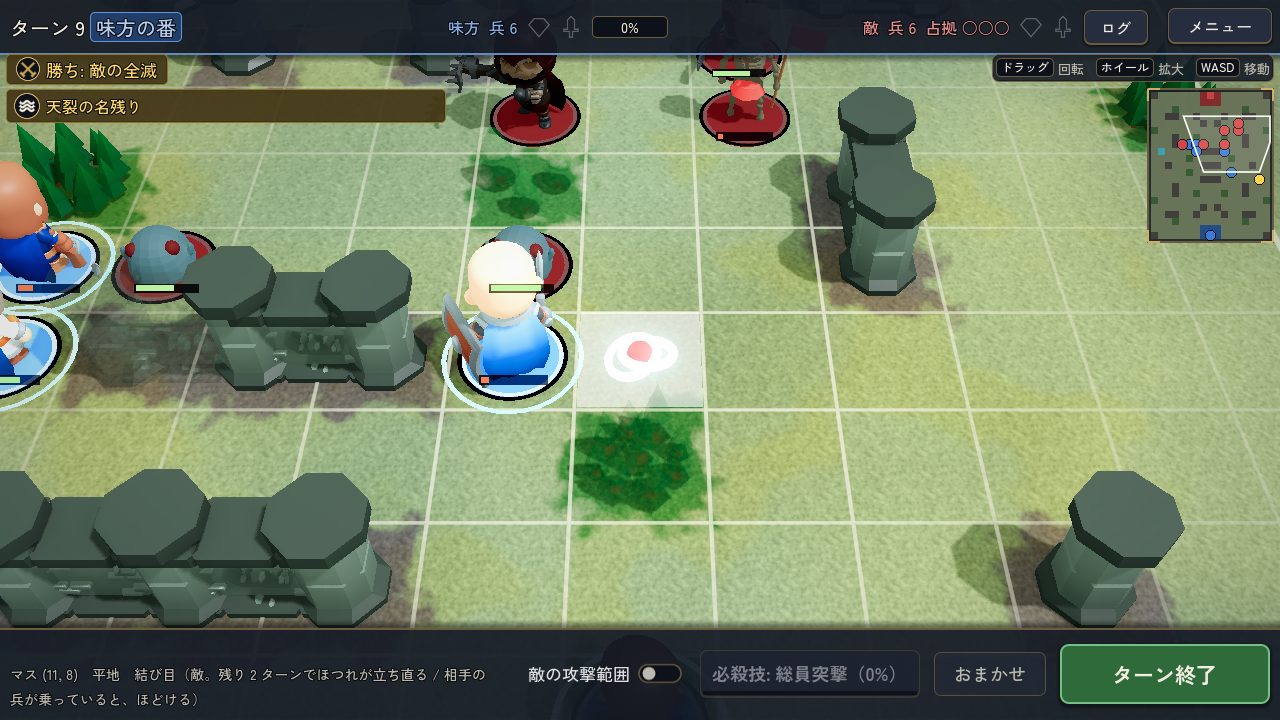 ターン 9 味方の番
味方 兵 6
0%
敵 兵 6 占拠 〇〇〇
ログ
メニュー
勝ち: 敵の全滅
天裂の名残り
ドラッグ 回転 ホイール 拡大 WASD 移動
マス (11, 8) 平地 結び目 (敵。残り 2 ターンでほつれが立ち直る / 相手の
兵が乗っていると、ほどける)
敵の攻撃範囲
必殺技: 総員突撃 (0%)
おまかせ
ターン終了